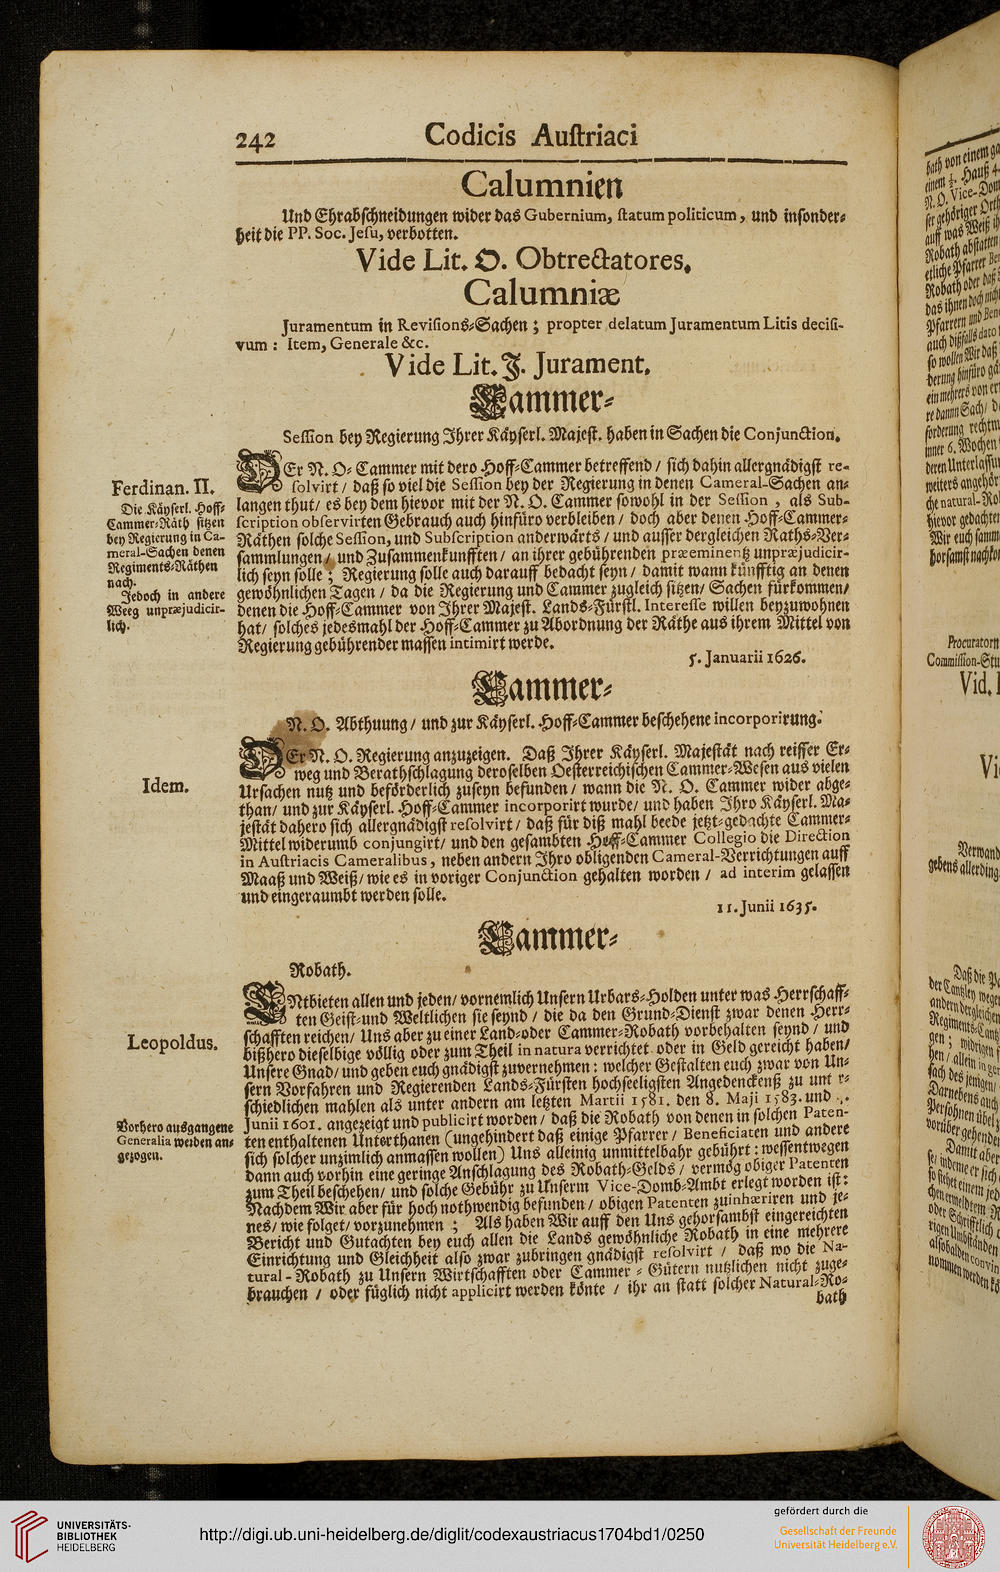 242
Codicis Auſtriaci
Calumnien
Und Ehrabſchneidungen wider das Gubernium, ſtatum politicum, und inſonder⸗
heit die PP. Soc. Jeſu, verbotten.
Vide Lit. O. Obtrectatores.
Calumniæ
Juramentum in Reviſions⸗Sachen ; propter delatum Juramentum Litis deciſi-
vum : Item, Generale &c.
Vide Lit. J. Jurament.
Cammer⸗
Seſſion bey Regierung Ihrer Käyſerl. Majeſt. haben in Sachen die Conjunction.
Ferdinan. II.
Die Käyſerl. Hoff⸗
Cammer⸗Räth ſitzen
bey Regierung in Ca-
meral-Sachen denen
Regiments⸗Räthen
nach.
Jedoch in andere
Weeg unpræjudicir-
lich.
DEr N. O. Cammer mit dero Hoff⸗Cammer betreffend / ſich dahin allergnädigſt re-
ſolvirt / daß ſo viel die Seſſion bey der Regierung in denen Cameral-Sachen an⸗
langen thut / es bey dem hievor mit der N. O. Cammer ſowohl in der Seſſion , als Sub-
ſcription obſervirten Gebrauch auch hinfüro verbleiben / doch aber denen Hoff⸗Cammer⸗
Räthen ſolche Seſſion, und Subſcription anderwärts / und auſſer dergleichen Raths⸗Ver⸗
ſammlungen / und Zuſammenkunfften / an ihrer gebührenden præeminentz unpræjudicir-
lich ſeyn ſolle ; Regierung ſolle auch darauff bedacht ſeyn / damit wann künfftig an denen
gewöhnlichen Tagen / da die Regierung und Cammer zugleich ſitzen / Sachen fürkommen /
denen die Hoff⸗Cammer von Ihrer Majeſt. Lands⸗Fürſtl. Intereſſe willen beyzuwohnen
hat / ſolches jedesmahl der Hoff⸗Cammer zu Abordnung der Räthe aus ihrem Mittel von
Regierung gebührender maſſen intimirt werde.
5. Januarii 1626.
Cammer⸗
N. O. Abthuung / und zur Käyſerl. Hoff⸗Cammer beſchehene incorporirung.
Idem.
DEr N. O. Regierung anzuzeigen. Daß Ihrer Käyſerl. Majeſtät nach reiffer Er⸗
weg und Berathſchlagung deroſelben Oeſterreichiſchen Cammer⸗Weſen aus vielen
Urſachen nutz und beförderlich zuſeyn befunden / wann die N. O. Cammer wider abge⸗
than / und zur Käyſerl. Hoff⸗Cammer incorporirt wurde / und haben Ihro Käyſerl. Ma⸗
jeſtät dahero ſich allergnädigſt reſolvirt / daß für diß mahl beede jetzt⸗gedachte Cammer⸗
Mittel widerumb conjungirt / und den geſambten Hoff⸗Cammer Collegio die Direction
in Auſtriacis Cameralibus, neben andern Ihro obligenden Cameral-Verrichtungen auff
Maaß und Weiß / wie es in voriger Conjunction gehalten worden / ad interim gelaſſen
und eingeraumbt werden ſolle.
11. Junii 1635.
Cammer⸗
Robath.
Leopoldus.
Vorhero ausgangene
Generalia werden an⸗
gezogen.
ENtbieten allen und jeden / vornemlich Unſern Urbars⸗Holden unter was Herrſchaff⸗
ten Geiſt⸗und Weltlichen ſie ſeynd / die da den Grund⸗Dienſt zwar denen Herr⸗
ſchafften reichen / Uns aber zu einer Land⸗oder Cammer⸗Robath vorbehalten ſeynd / und
bißhero dieſelbige völlig oder zum Theil in natura verrichtet oder in Geld gereicht haben /
Unſere Gnad / und geben euch gnädigſt zuvernehmen : welcher Geſtalten euch zwar von Un⸗
ſern Vorfahren und Regierenden Lands⸗Fürſten hochſeeligſten Angedenckenß zu
ſchiedlichen mahlen als unter andern am letzten Martii 1581. den 8. Maji 1583. und
Junii 1601. angezeigt und publicirt worden / daß die Robath von denen in ſolchen Paten-
ten enthaltenen Unterthanen (ungehindert daß einige Pfarrer / Beneficiaten und andere
ſich ſolcher unzimlich anmaſſen wollen) Uns alleinig unmittelbahr gebührt : weſſentwegen
dann auch vorhin eine geringe Anſchlagung des Robath⸗Gelds / vermög obiger Patenten
zum Theil beſchehen / und ſolche Gebühr zu Unſerm Vice-Domb⸗Ambt erlegt worden iſt :
Nachdem Wir aber für hoch nothwendig befunden / obigen Patenten zuinhæriren und je⸗
nes / wie folget / vorzunehmen ; Als haben Wir auff den Uns gehorſambſt eingereichten
Bericht und Gutachten bey euch allen die Lands gewöhnliche Robath in eine mehrere
Einrichtung und Gleichheit alſo zwar zubringen gnädigſt reſolvirt / daß wo die Na-
tural-Robath zu Unſern Wirtſchafften oder Cammer⸗Gütern nutzlichen nicht zuge⸗
brauchen / oder füglich nicht applicirt werden könte / ihr an ſtatt ſolcher Natural-Ro⸗
bath
UNIVERSITÄTS-
BIBLIOTHEK
HEIDELBERG
http://digi.ub.uni-heidelberg.de/diglit/codexaustriacus1704bd1/0250
gefördert durch die
Gesellschaft der Freunde
Universität Heidelberg e.V.